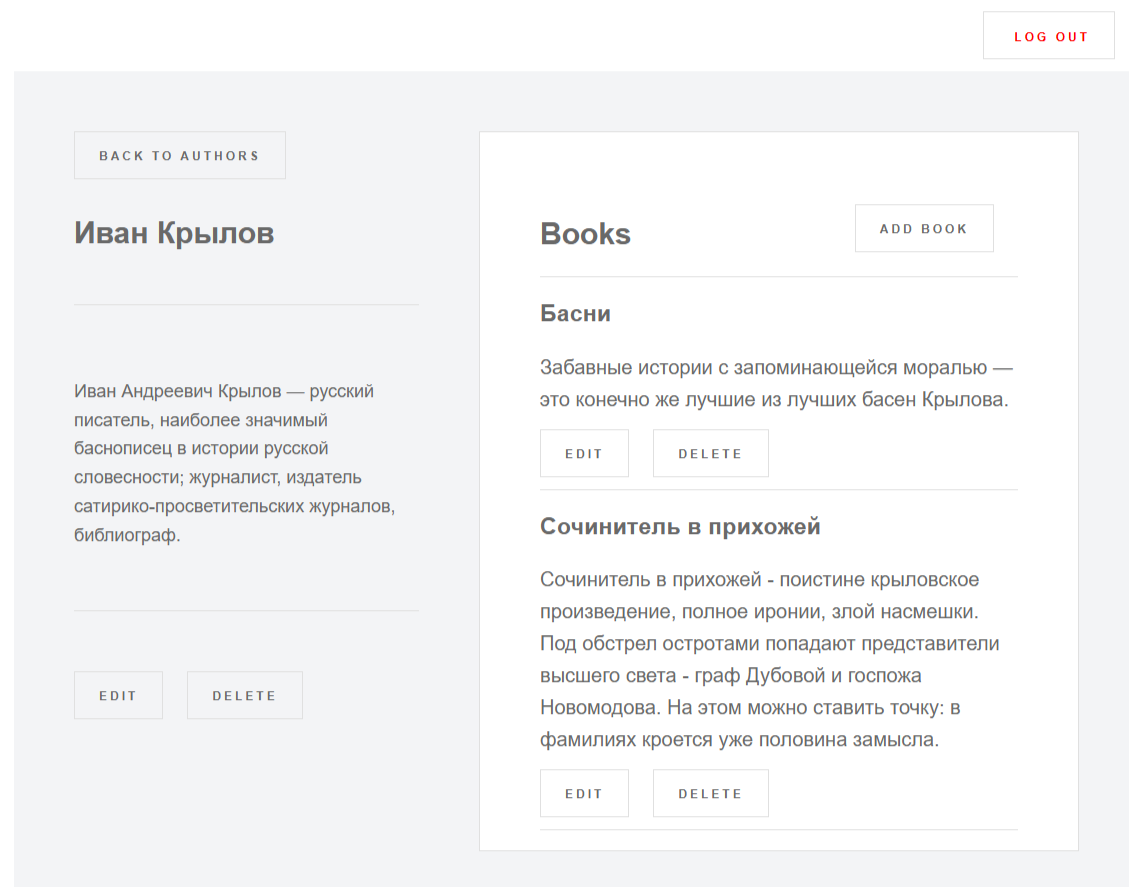 LOG OUT
BACK TO AUTHORS
Иван Крылов
Иван Андреевич Крылов — русский
писатель, наиболее значимый
баснописец в истории русской
словесности; журналист, издатель
сатирико-просветительских журналов,
библиограф.
EDIT DELETE
Books
ADD BOOK
Басни
Забавные истории с запоминающейся моралью —
это конечно же лучшие из лучших басен Крылова.
EDIT DELETE
Сочинитель в прихожей
Сочинитель в прихожей - поистине крыловское
произведение, полное иронии, злой насмешки.
Под обстрел остротами попадают представители
высшего света - граф Дубовой и госпожа
Новомодова. На этом можно ставить точку: в
фамилиях кроется уже половина замысла.
EDIT DELETE